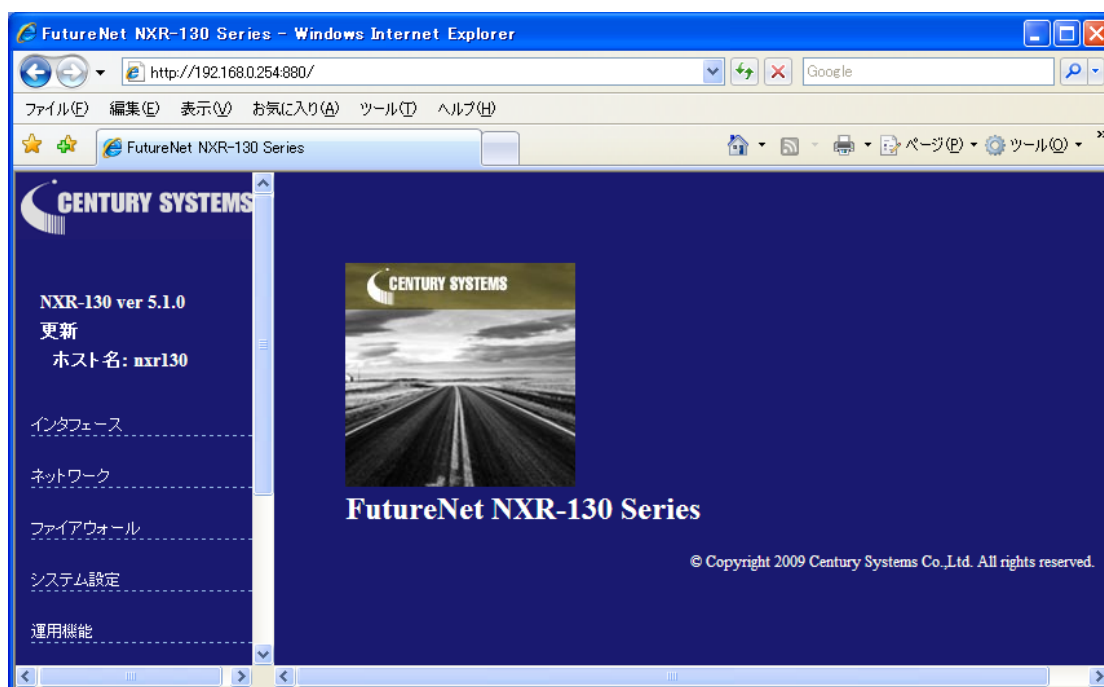 FutureNet NXR-130 Series - Windows Internet Explorer
http://192.168.0.254:880/
Google
ファイル(F) 編集(E) 表示(V) お気に入り(A) ツール(T) ヘルプ(H)
FutureNet NXR-130 Series
ページ(P) ツール(O)
CENTURY SYSTEMS
NXR-130 ver 5.1.0
更新
ホスト名: nxr130
インタフェース
ネットワーク
ファイアウォール
システム設定
運用機能
CENTURY SYSTEMS
FutureNet NXR-130 Series
© Copyright 2009 Century Systems Co.,Ltd. All rights reserved.